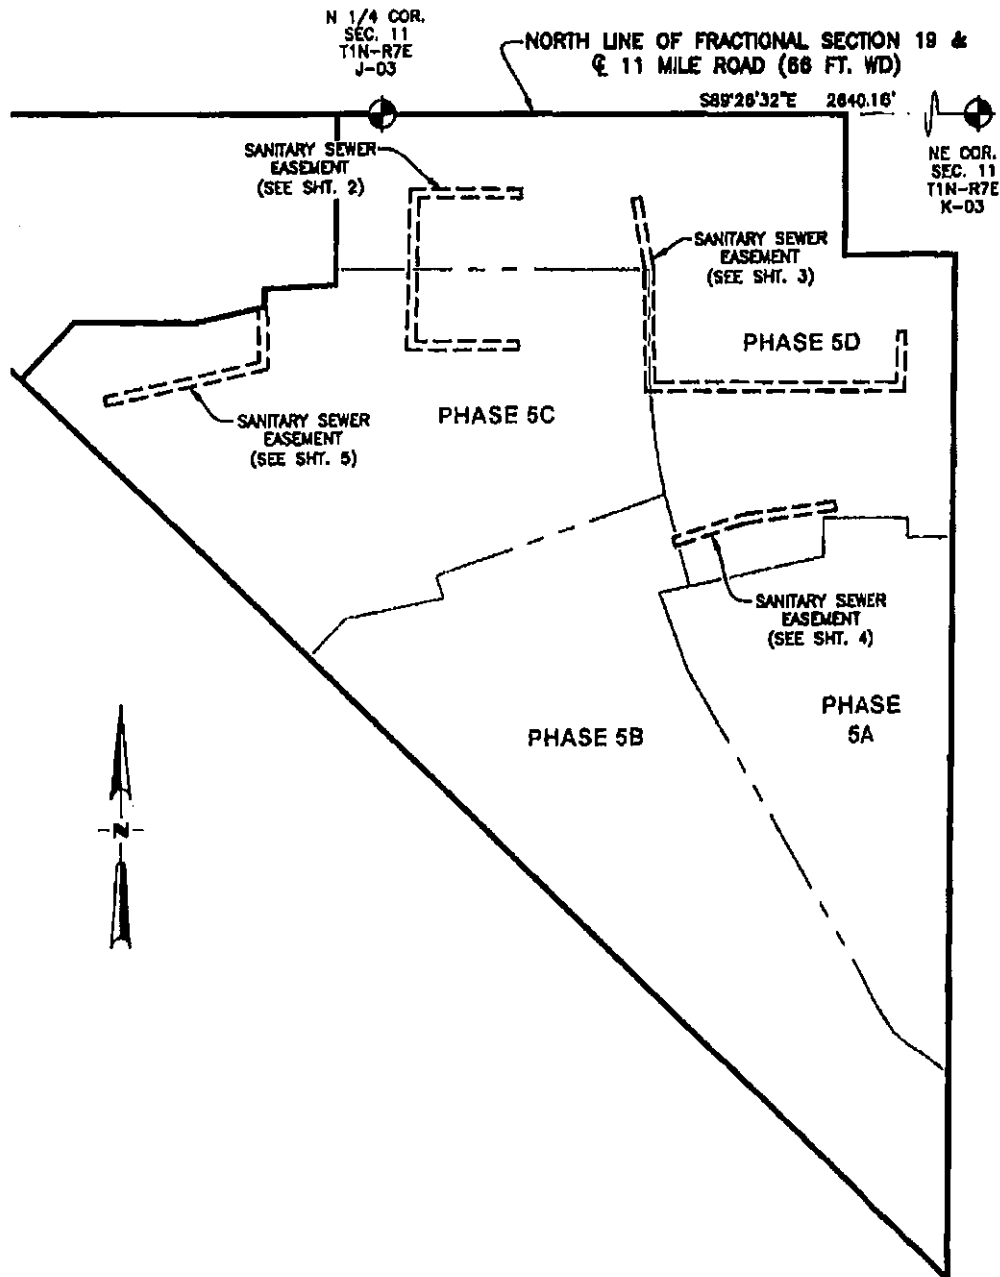 N 1/4 COR.
SEC. 11
T1N-R7E
J-03
NORTH LINE OF FRACTIONAL SECTION 19 &
℄ 11 MILE ROAD (66 FT. WD)
S89°26'32"E 2640.16'
NE COR.
SEC. 11
T1N-R7E
K-03
SANITARY SEWER
EASEMENT
(SEE SHT. 2)
SANITARY SEWER
EASEMENT
(SEE SHT. 3)
PHASE 5D
PHASE 5C
SANITARY SEWER
EASEMENT
(SEE SHT. 5)
SANITARY SEWER
EASEMENT
(SEE SHT. 4)
PHASE
5A
PHASE 5B
N